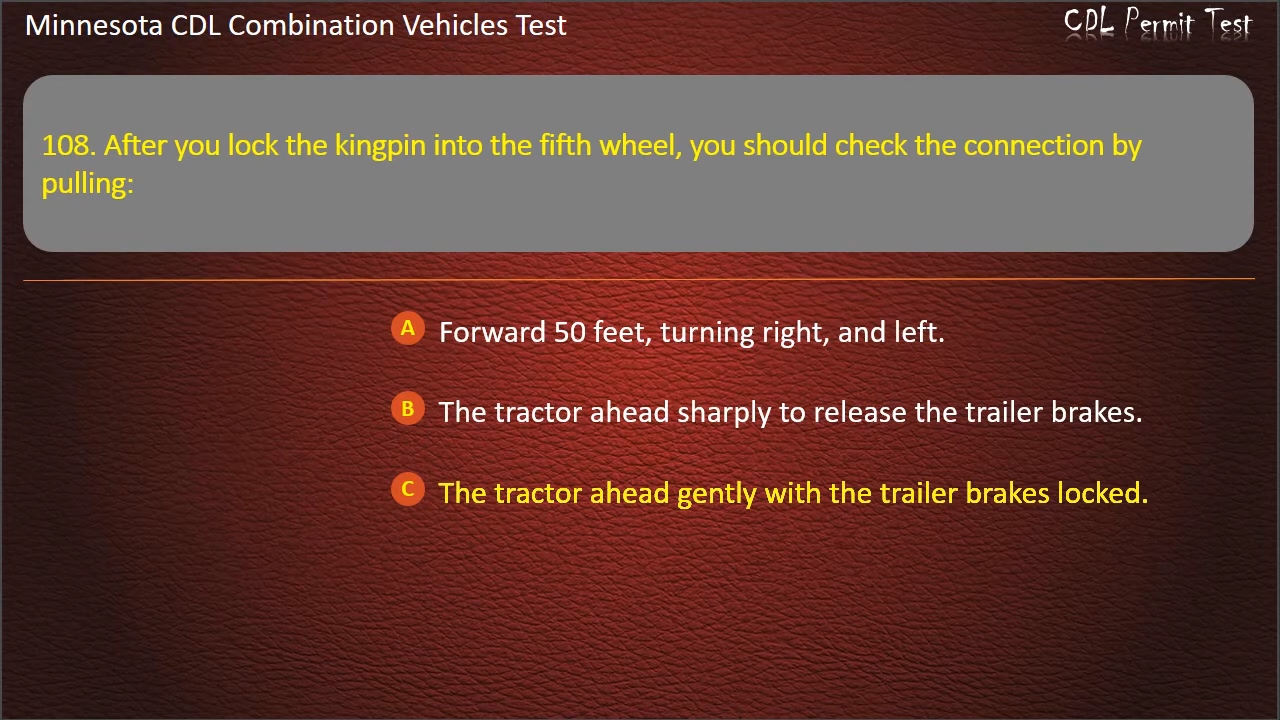 Minnesota CDL Combination Vehicles Test
CDL Permit Test
108. After you lock the kingpin into the fifth wheel, you should check the connection by
pulling:
A Forward 50 feet, turning right, and left.
B The tractor ahead sharply to release the trailer brakes.
C The tractor ahead gently with the trailer brakes locked.